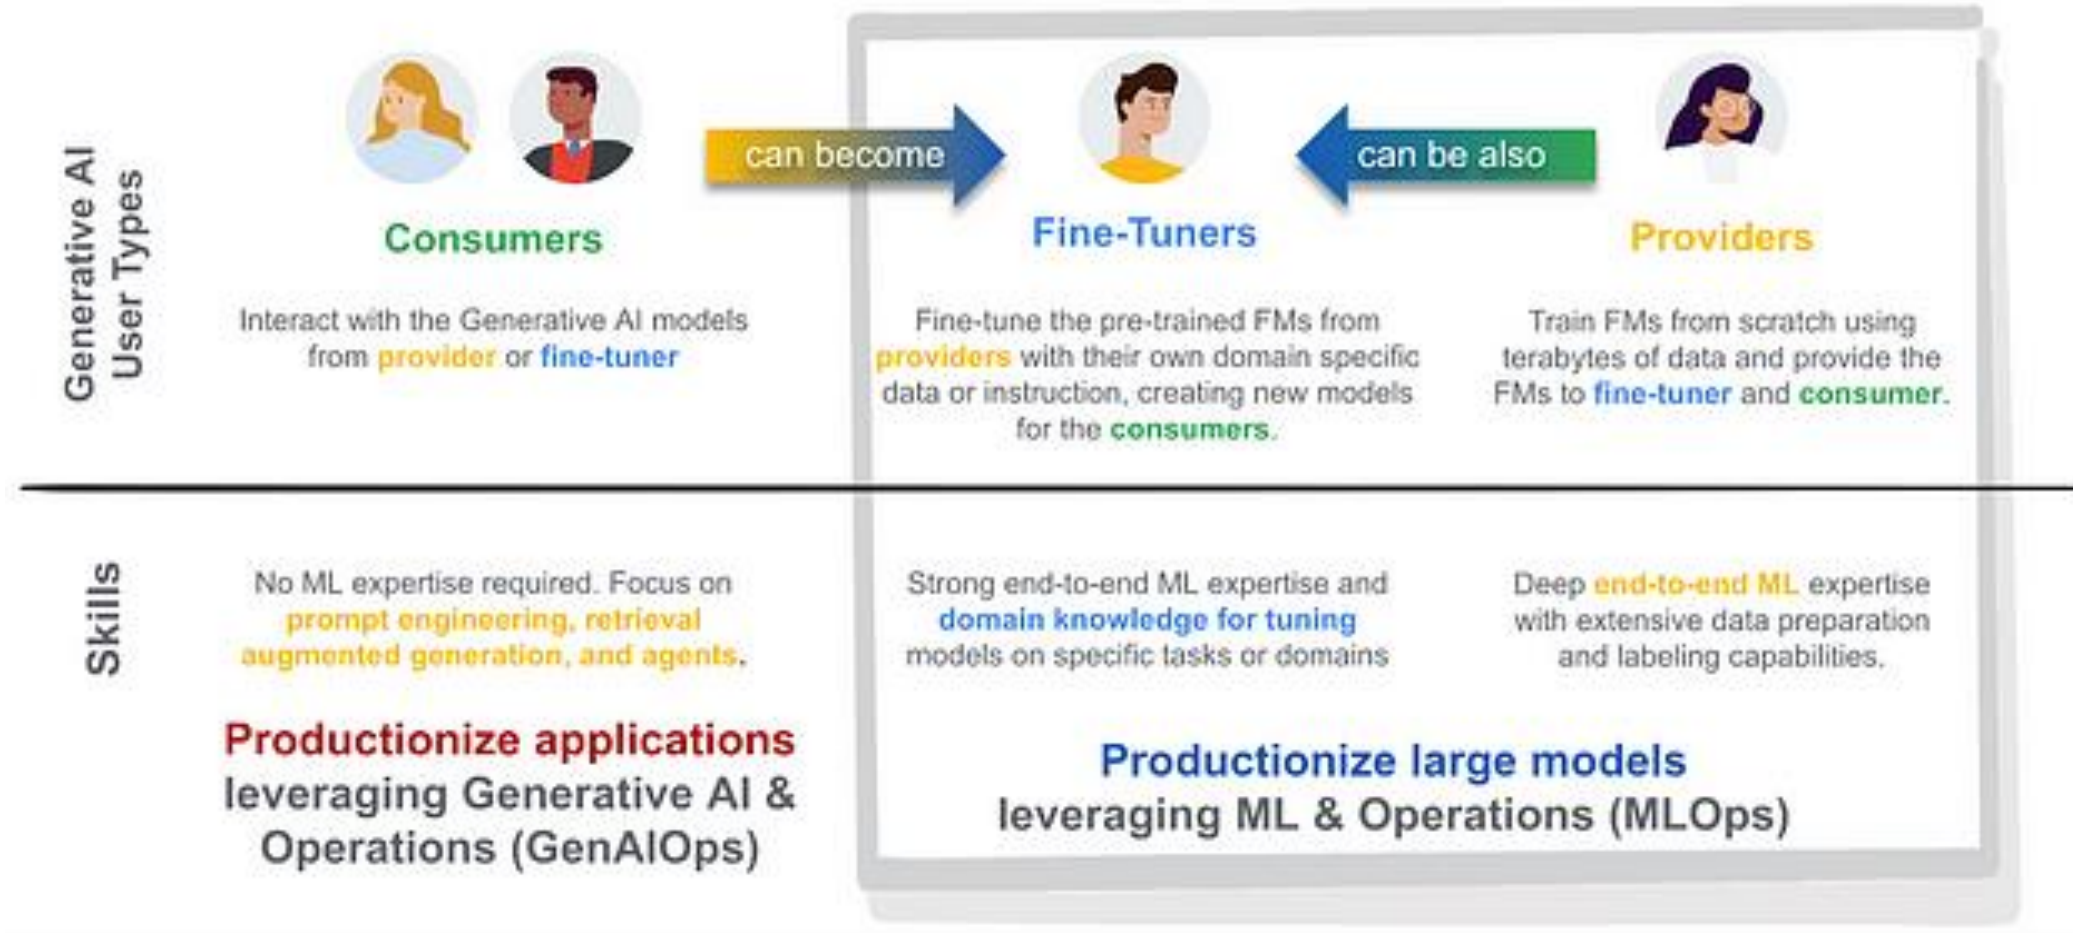 Generative AI
User Types
can become
can be also
Consumers
Fine-Tuners
Providers
Interact with the Generative AI models
from provider or fine-tuner
Fine-tune the pre-trained FMs from
providers with their own domain specific
data or instruction, creating new models
for the consumers.
Train FMs from scratch using
terabytes of data and provide the
FMs to fine-tuner and consumer.
Skills
No ML expertise required. Focus on
prompt engineering, retrieval
augmented generation, and agents.
Strong end-to-end ML expertise and
domain knowledge for tuning
models on specific tasks or domains
Deep end-to-end ML expertise
with extensive data preparation
and labeling capabilities.
Productionize applications
leveraging Generative AI &
Operations (GenAIOps)
Productionize large models
leveraging ML & Operations (MLOps)